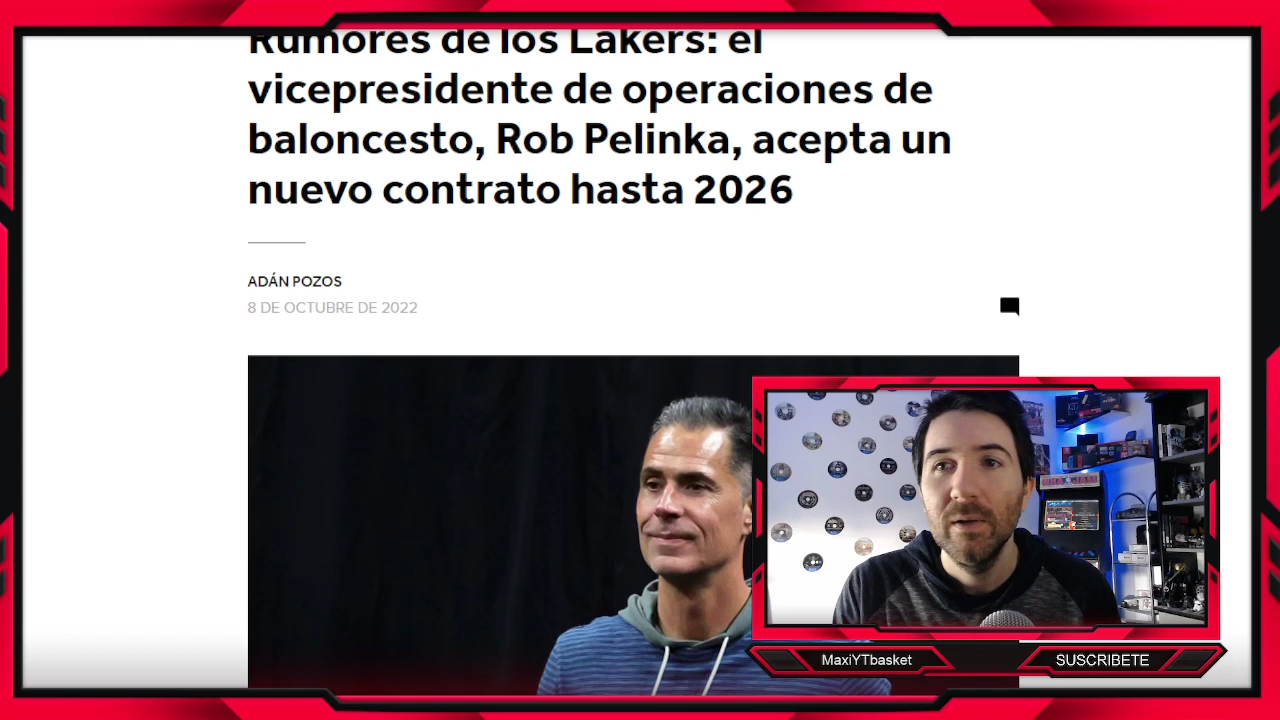 Rumores de los Lakers: el
vicepresidente de operaciones de
baloncesto, Rob Pelinka, acepta un
nuevo contrato hasta 2026
ADÁN POZOS
8 DE OCTUBRE DE 2022
MaxiYTbasket
SUSCRIBETE